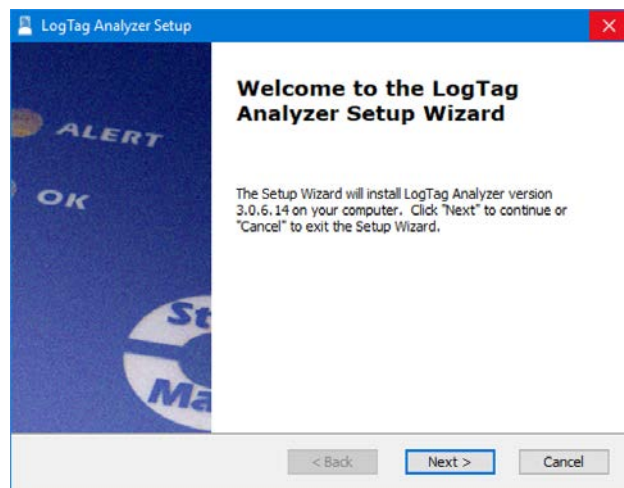 LogTag Analyzer Setup
Welcome to the LogTag
Analyzer Setup Wizard
ALERT
OK
The Setup Wizard will install LogTag Analyzer version
3.0.6.14 on your computer. Click "Next" to continue or
"Cancel" to exit the Setup Wizard.
St
Ma
< Back
Next >
Cancel